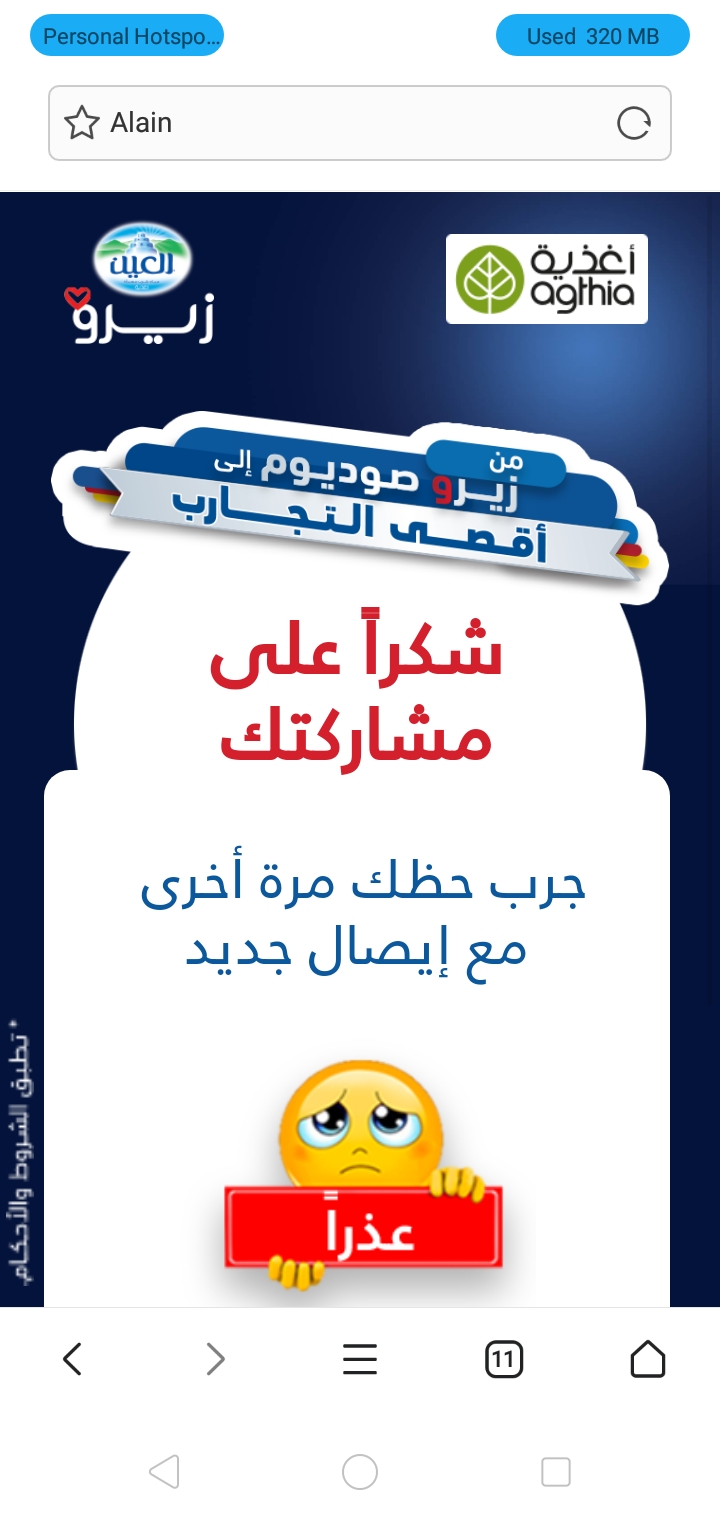 Personal Hotspo...
Used 320 MB
Alain
العين
زيرو
أغذية
agthia
من
زيرو صوديوم إلى
أقصى التجارب
شكراً على
مشاركتك
جرب حظك مرة أخرى
مع إيصال جديد
عذراً
* تطبق الشروط والأحكام.
11